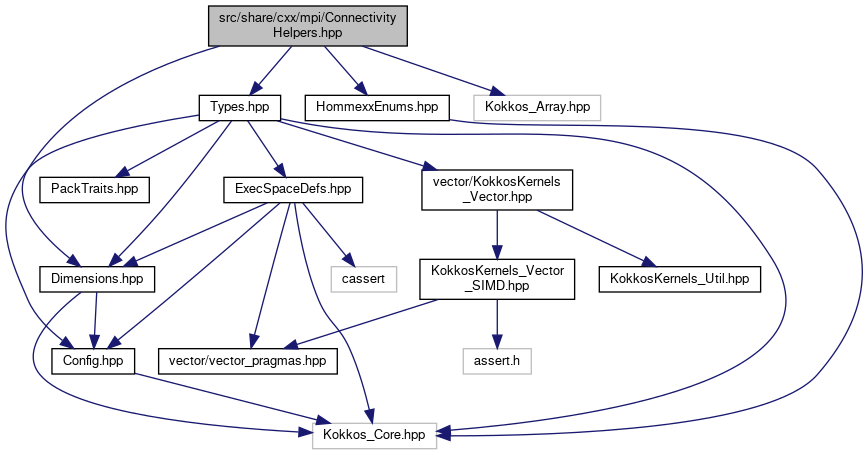 src/share/cxx/mpi/Connectivity
Helpers.hpp
Types.hpp
HommexxEnums.hpp
Kokkos_Array.hpp
PackTraits.hpp
ExecSpaceDefs.hpp
vector/KokkosKernels
_Vector.hpp
Dimensions.hpp
cassert
KokkosKernels_Vector
_SIMD.hpp
KokkosKernels_Util.hpp
Config.hpp
vector/vector_pragmas.hpp
assert.h
Kokkos_Core.hpp